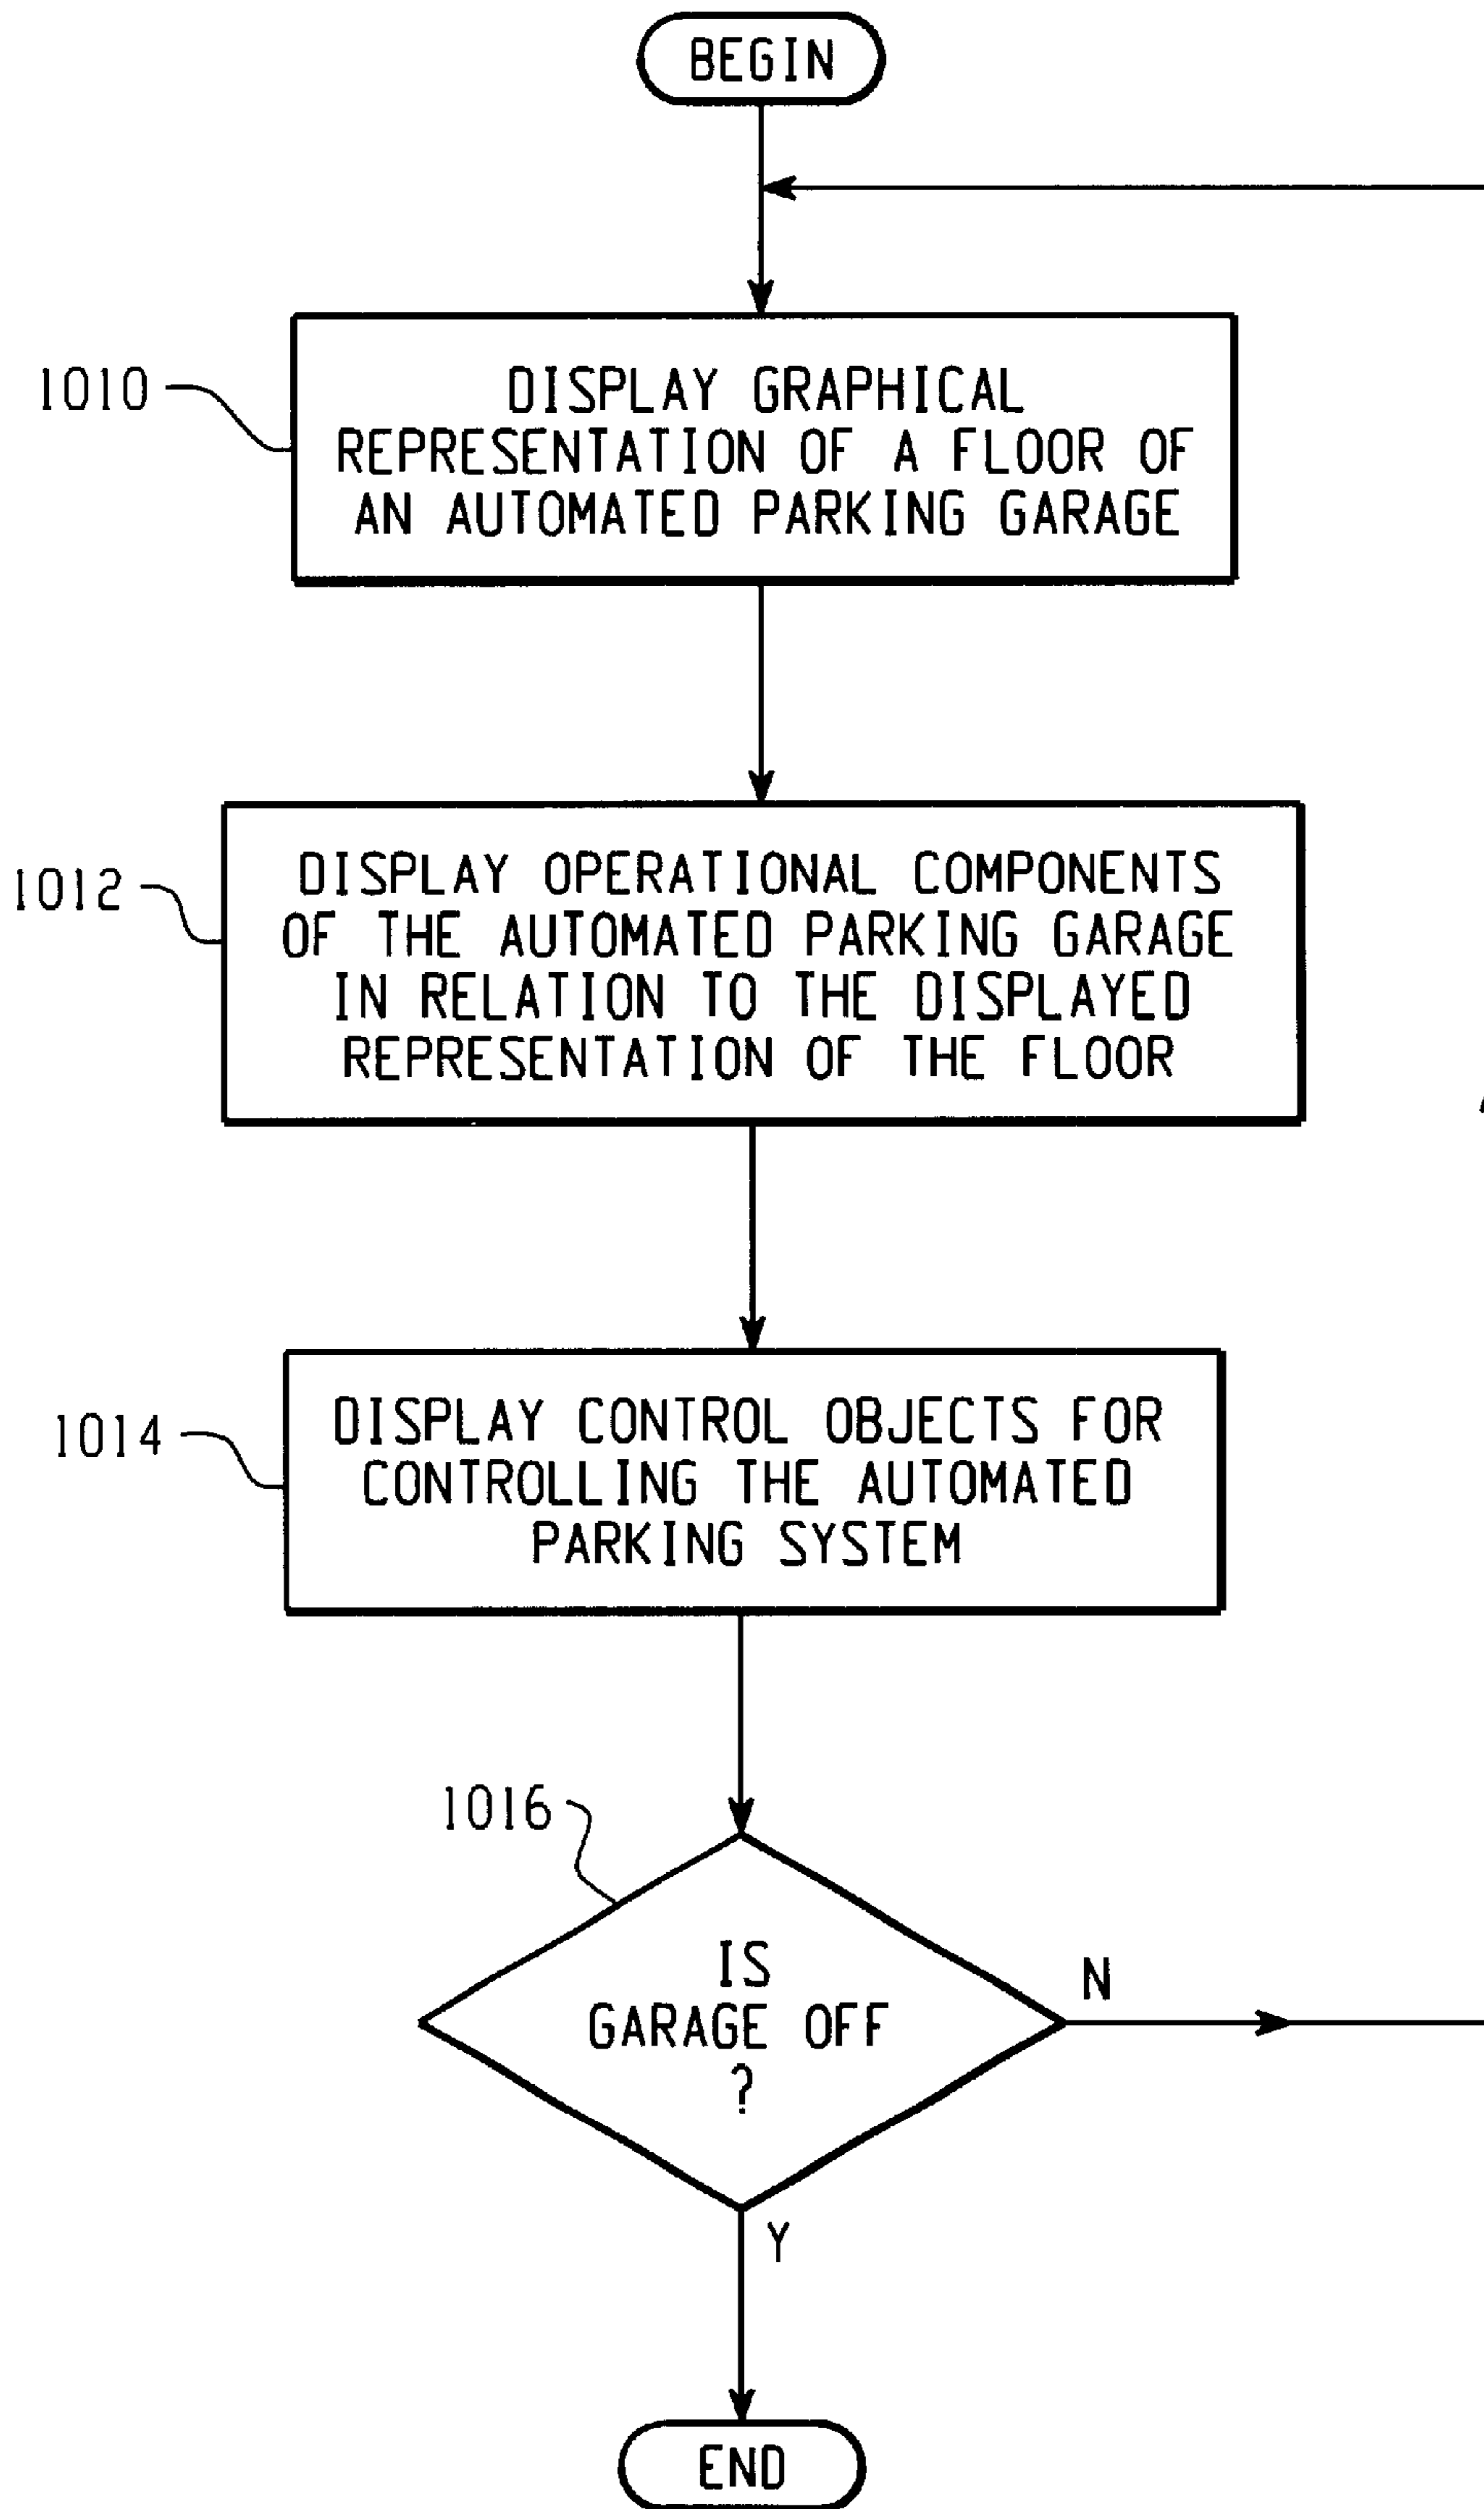 BEGIN
1010
DISPLAY GRAPHICAL
REPRESENTATION OF A FLOOR OF
AN AUTOMATED PARKING GARAGE
1012
DISPLAY OPERATIONAL COMPONENTS
OF THE AUTOMATED PARKING GARAGE
IN RELATION TO THE DISPLAYED
REPRESENTATION OF THE FLOOR
1014
DISPLAY CONTROL OBJECTS FOR
CONTROLLING THE AUTOMATED
PARKING SYSTEM
1016
IS
GARAGE OFF
?
N
Y
END